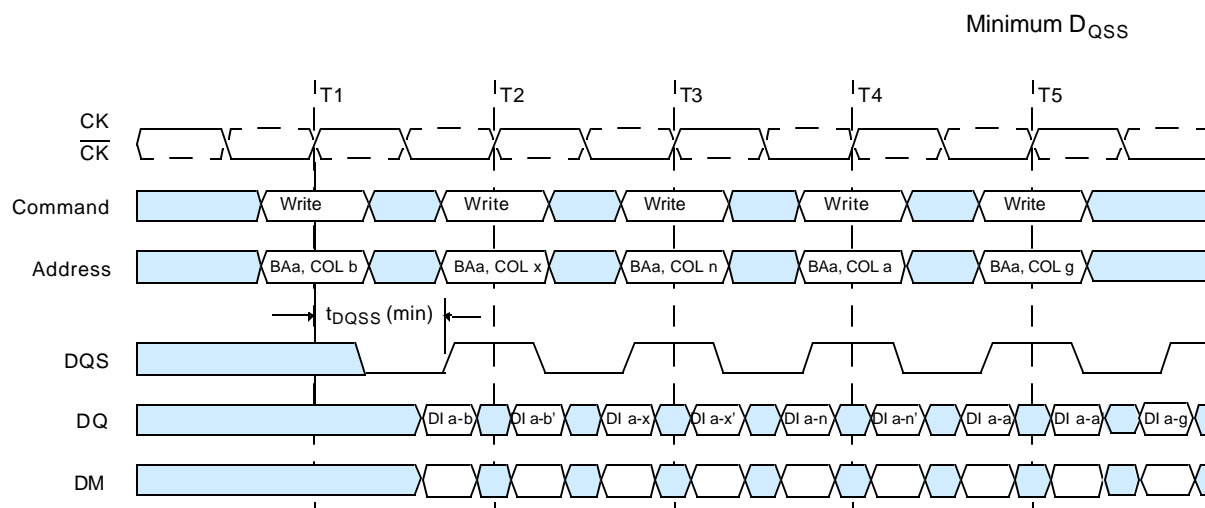 Minimum DQSS
T1 T2 T3 T4 T5
CK
CK
Command Write Write Write Write Write
Address BAa, COL b BAa, COL x BAa, COL n BAa, COL a BAa, COL g
tDQSS (min)
DQS
DQ DI a-b DI a-b' DI a-x DI a-x' DI a-n DI a-n' DI a-a DI a-a' DI a-g
DM